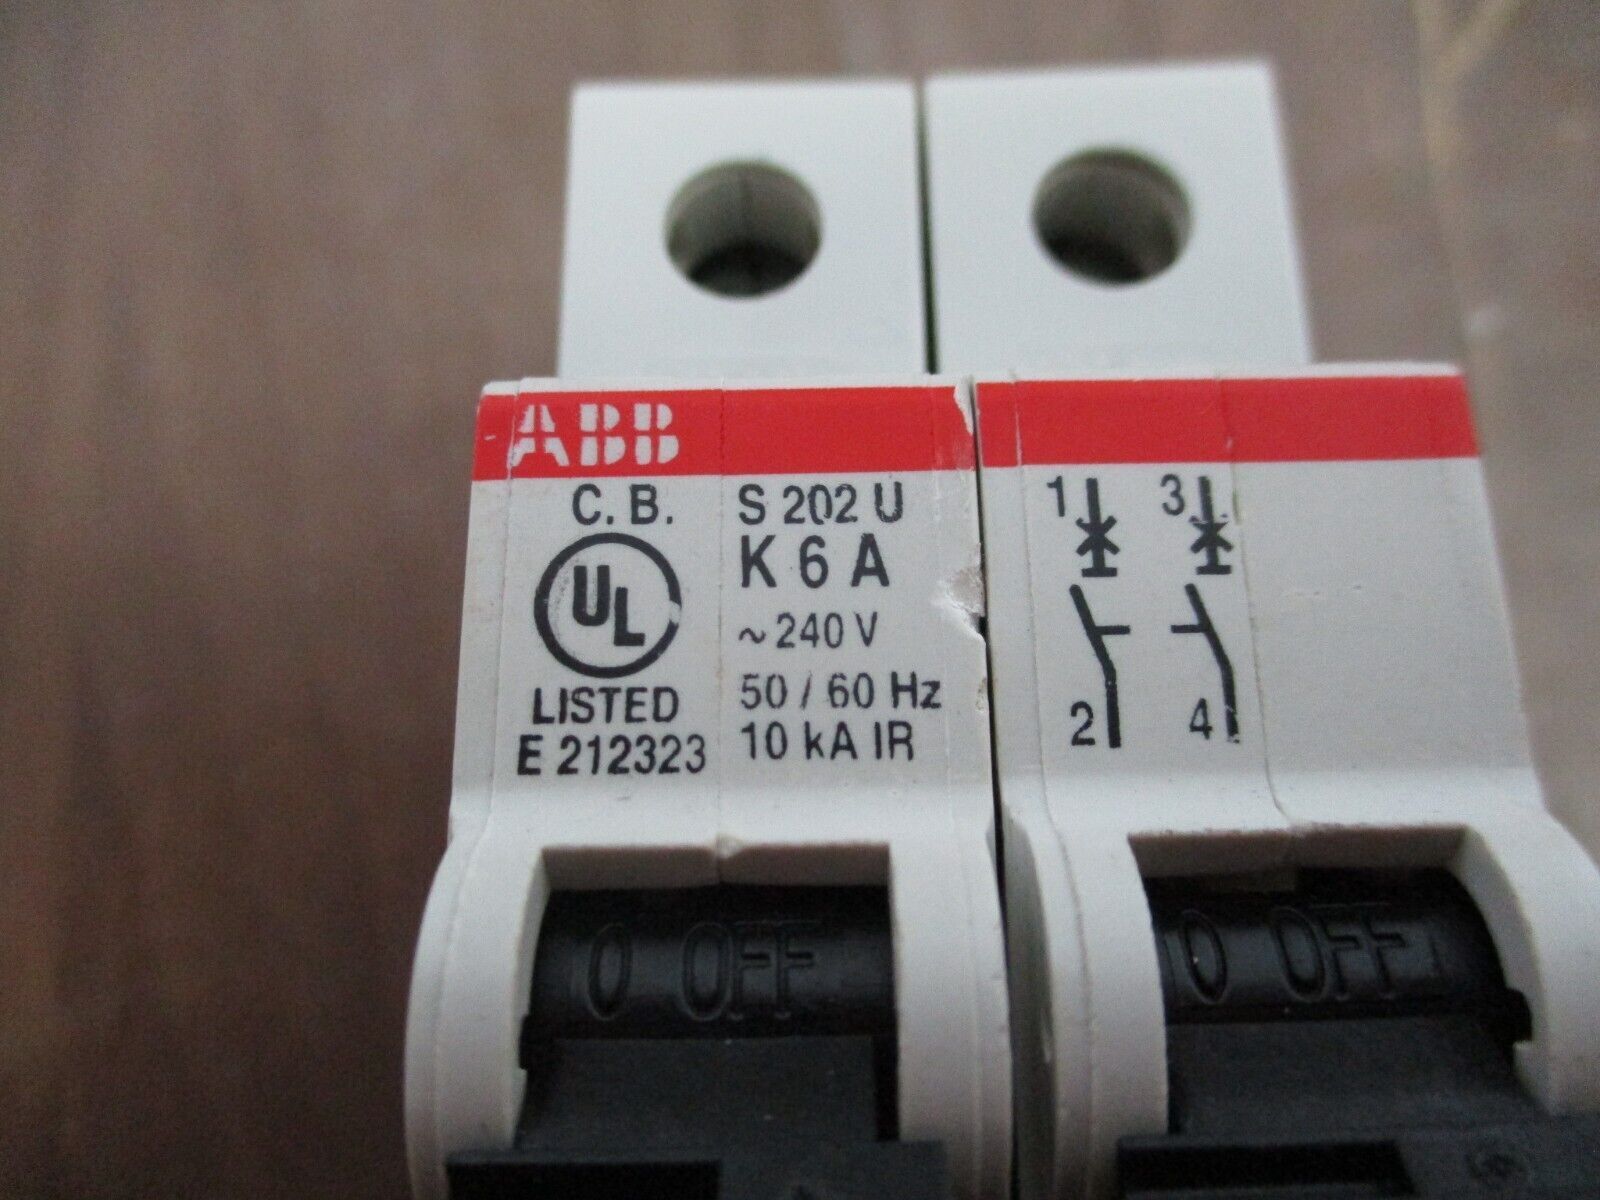 ABB
C.B.
UL
LISTED
E 212323
S 202 U
K 6 A
~ 240 V
50 / 60 Hz
10 kA IR
1 3
2 4
0 OFF 0 OFF